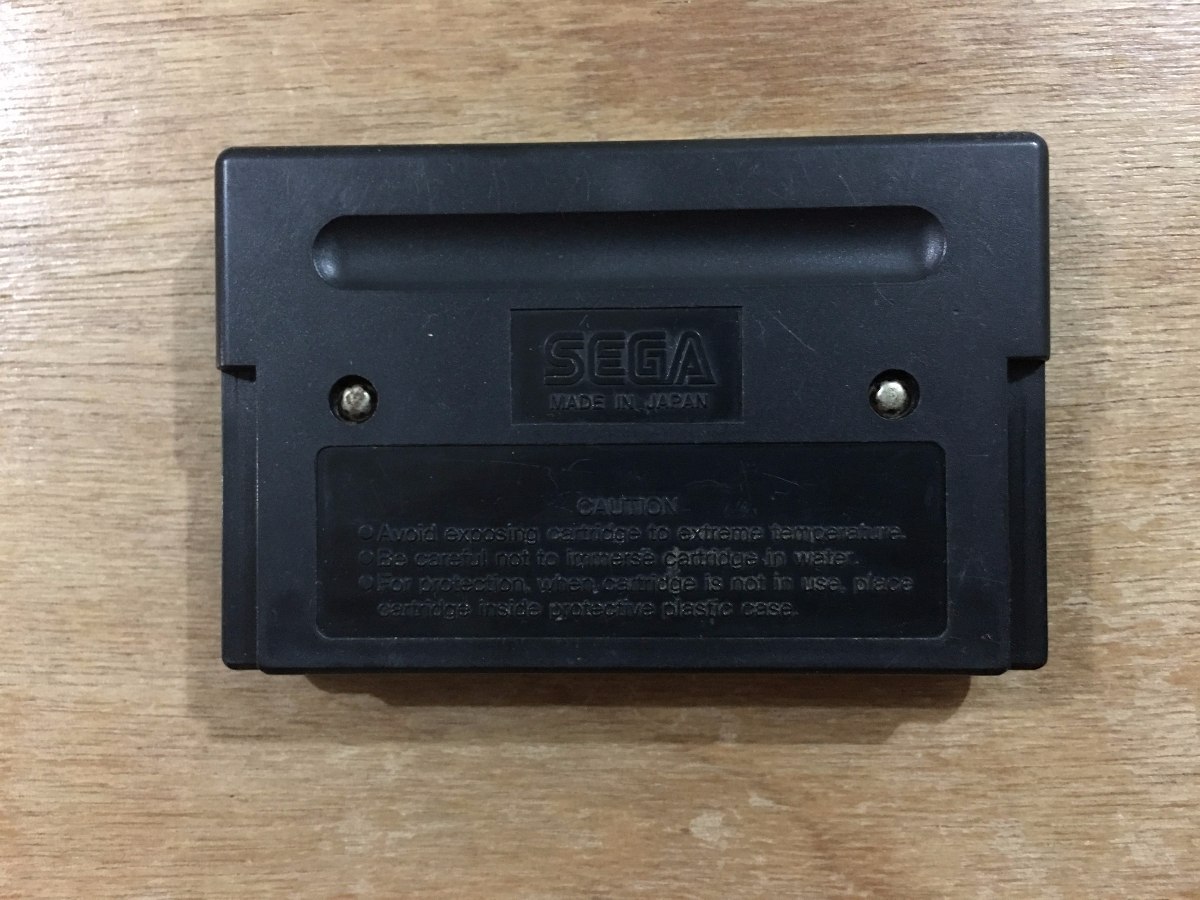 SEGA
MADE IN JAPAN
CAUTION
● Avoid exposing cartridge to extreme temperature.
● Be careful not to immerse cartridge in water.
● For protection, when cartridge is not in use, place
cartridge inside protective plastic case.